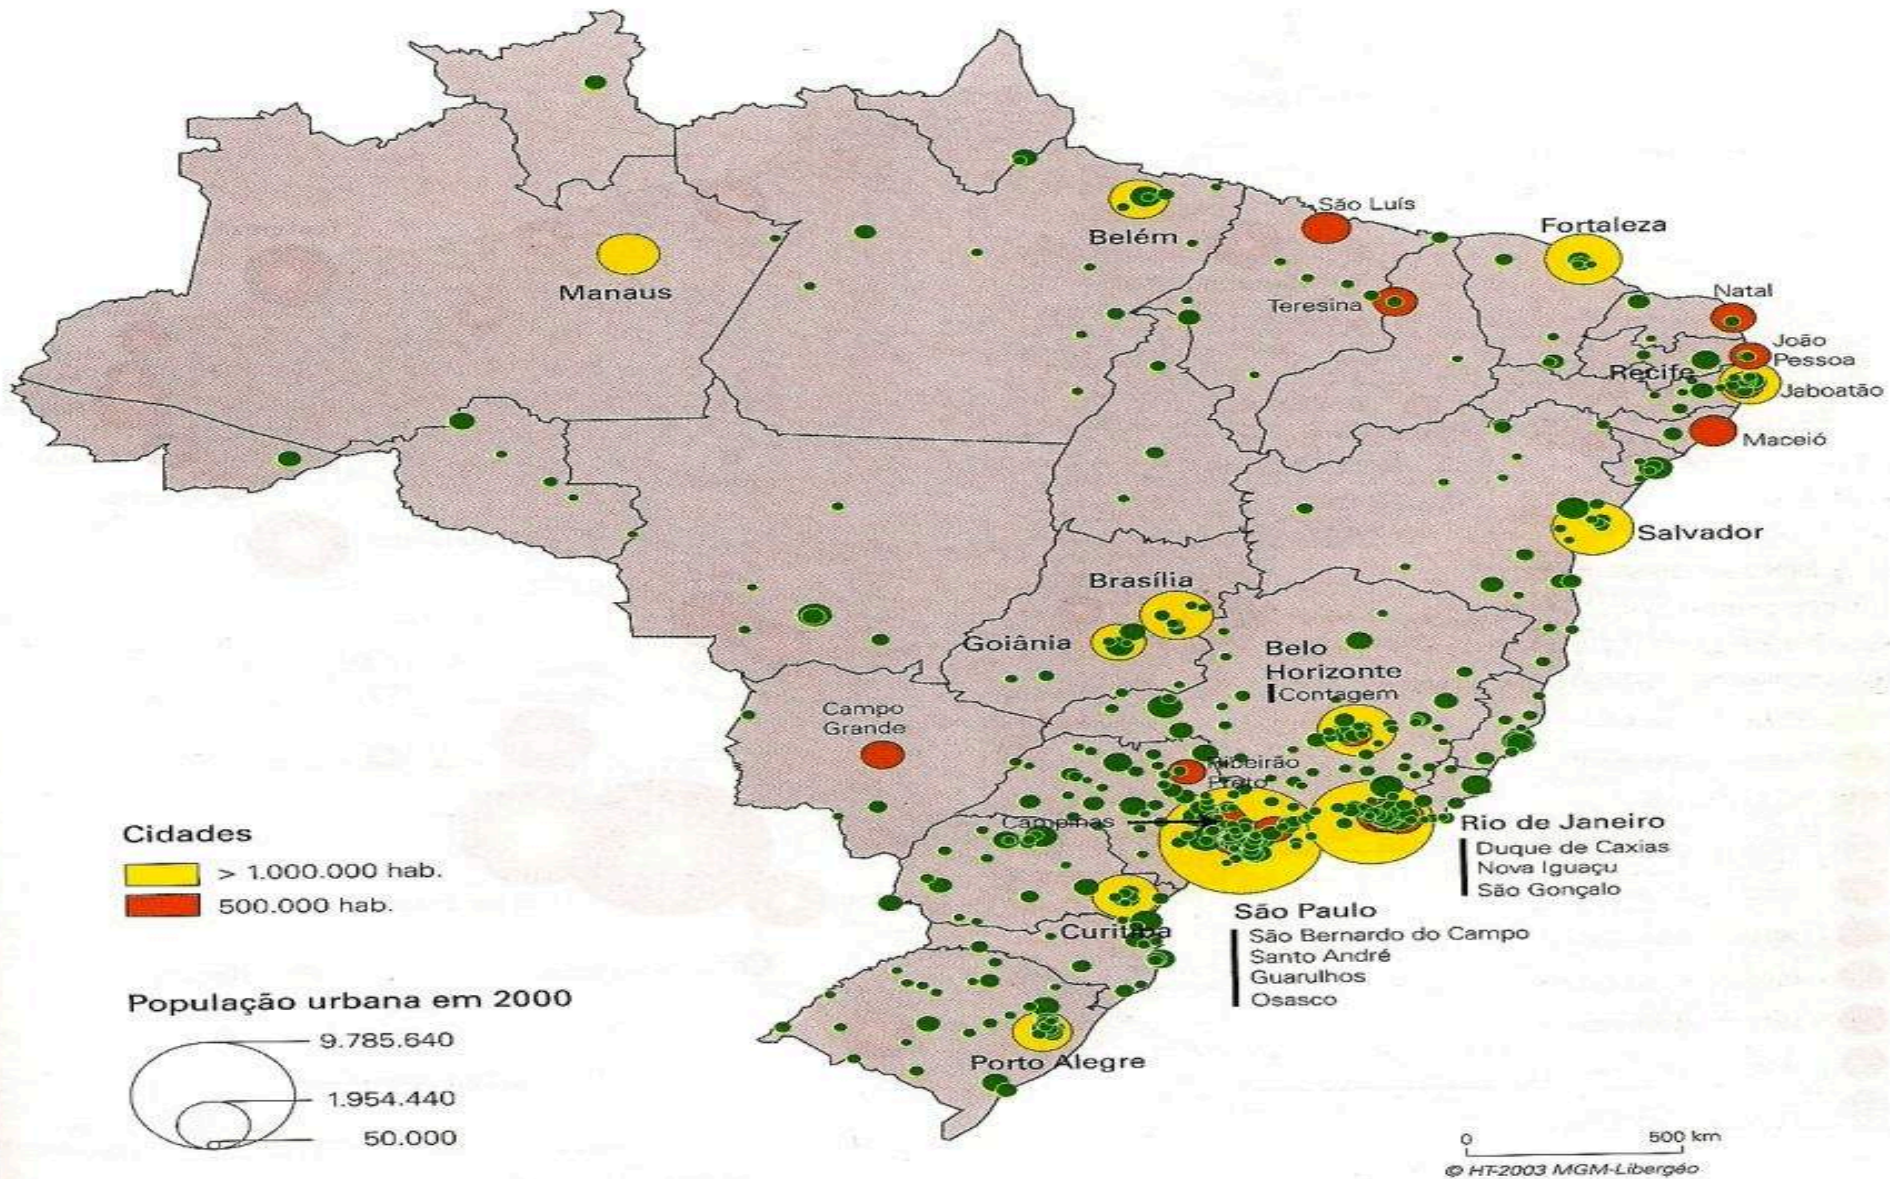 São Luís
Fortaleza
Belém
Manaus
Teresina
Natal
João
Pessoa
Recife
Jaboatão
Maceió
Salvador
Brasília
Goiânia
Belo
Horizonte
Contagem
Campo
Grande
Ribeirão
Preto
Campinas
Rio de Janeiro
Duque de Caxias
Nova Iguaçu
São Gonçalo
São Paulo
São Bernardo do Campo
Santo André
Guarulhos
Osasco
Curitiba
Porto Alegre
Cidades
> 1.000.000 hab.
500.000 hab.
População urbana em 2000
9.785.640
1.954.440
50.000
0 500 km
© HT-2003 MGM-Libergéo